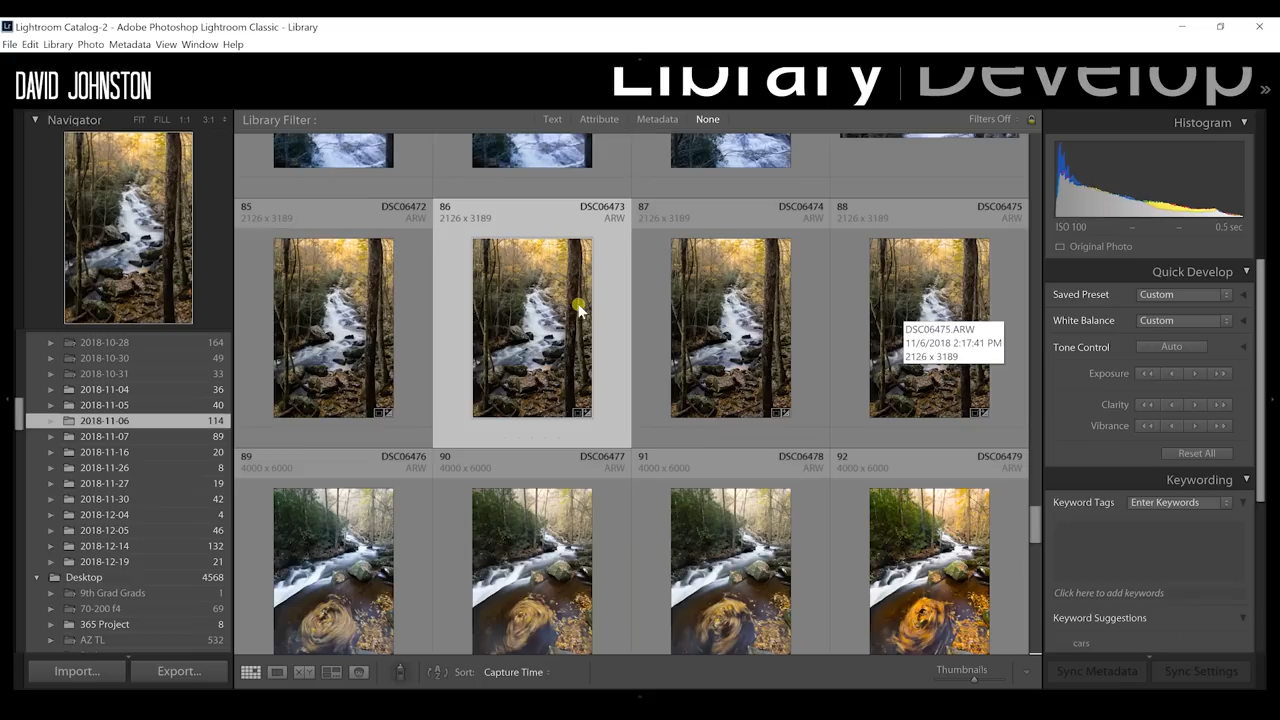 Lightroom Catalog-2 - Adobe Photoshop Lightroom Classic - Library
File Edit Library Photo Metadata View Window Help
DAVID JOHNSTON
Library | Develop
Navigator FIT FILL 1:1 3:1
Library Filter : Text Attribute Metadata None Filters Off
Histogram
ISO 100 – – 0.5 sec
Original Photo
Quick Develop
Saved Preset Custom
White Balance Custom
Tone Control Auto
Exposure
Clarity
Vibrance
Reset All
Keywording
Keyword Tags Enter Keywords
Click here to add keywords
Keyword Suggestions
cars
Sync Metadata Sync Settings
85 DSC06472
2126 x 3189 ARW
86 DSC06473
2126 x 3189 ARW
87 DSC06474
2126 x 3189 ARW
88 DSC06475
2126 x 3189 ARW
DSC06475.ARW
11/6/2018 2:17:41 PM
2126 x 3189
89 DSC06476
4000 x 6000 ARW
90 DSC06477
4000 x 6000 ARW
91 DSC06478
4000 x 6000 ARW
92 DSC06479
4000 x 6000 ARW
2018-10-28 164
2018-10-30 49
2018-10-31 33
2018-11-04 36
2018-11-05 40
2018-11-06 114
2018-11-07 89
2018-11-16 20
2018-11-26 8
2018-11-27 19
2018-11-30 42
2018-12-04 4
2018-12-05 46
2018-12-14 132
2018-12-19 21
Desktop 4568
9th Grad Grads 1
70-200 f4 69
365 Project 8
AZ TL 532
Import... Export...
Sort: Capture Time
Thumbnails